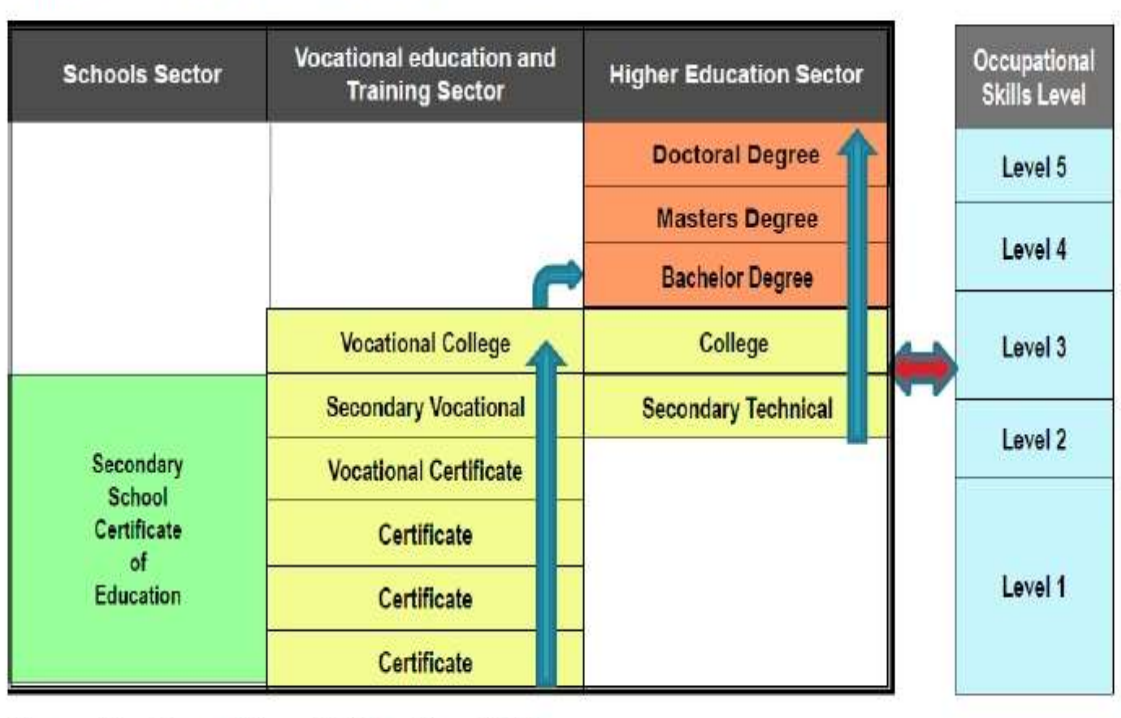 Schools Sector
Vocational education and
Training Sector
Higher Education Sector
Occupational
Skills Level
Doctoral Degree
Masters Degree
Bachelor Degree
Vocational College
College
Secondary Vocational
Secondary Technical
Vocational Certificate
Certificate
Certificate
Certificate
Secondary
School
Certificate
of
Education
Level 5
Level 4
Level 3
Level 2
Level 1